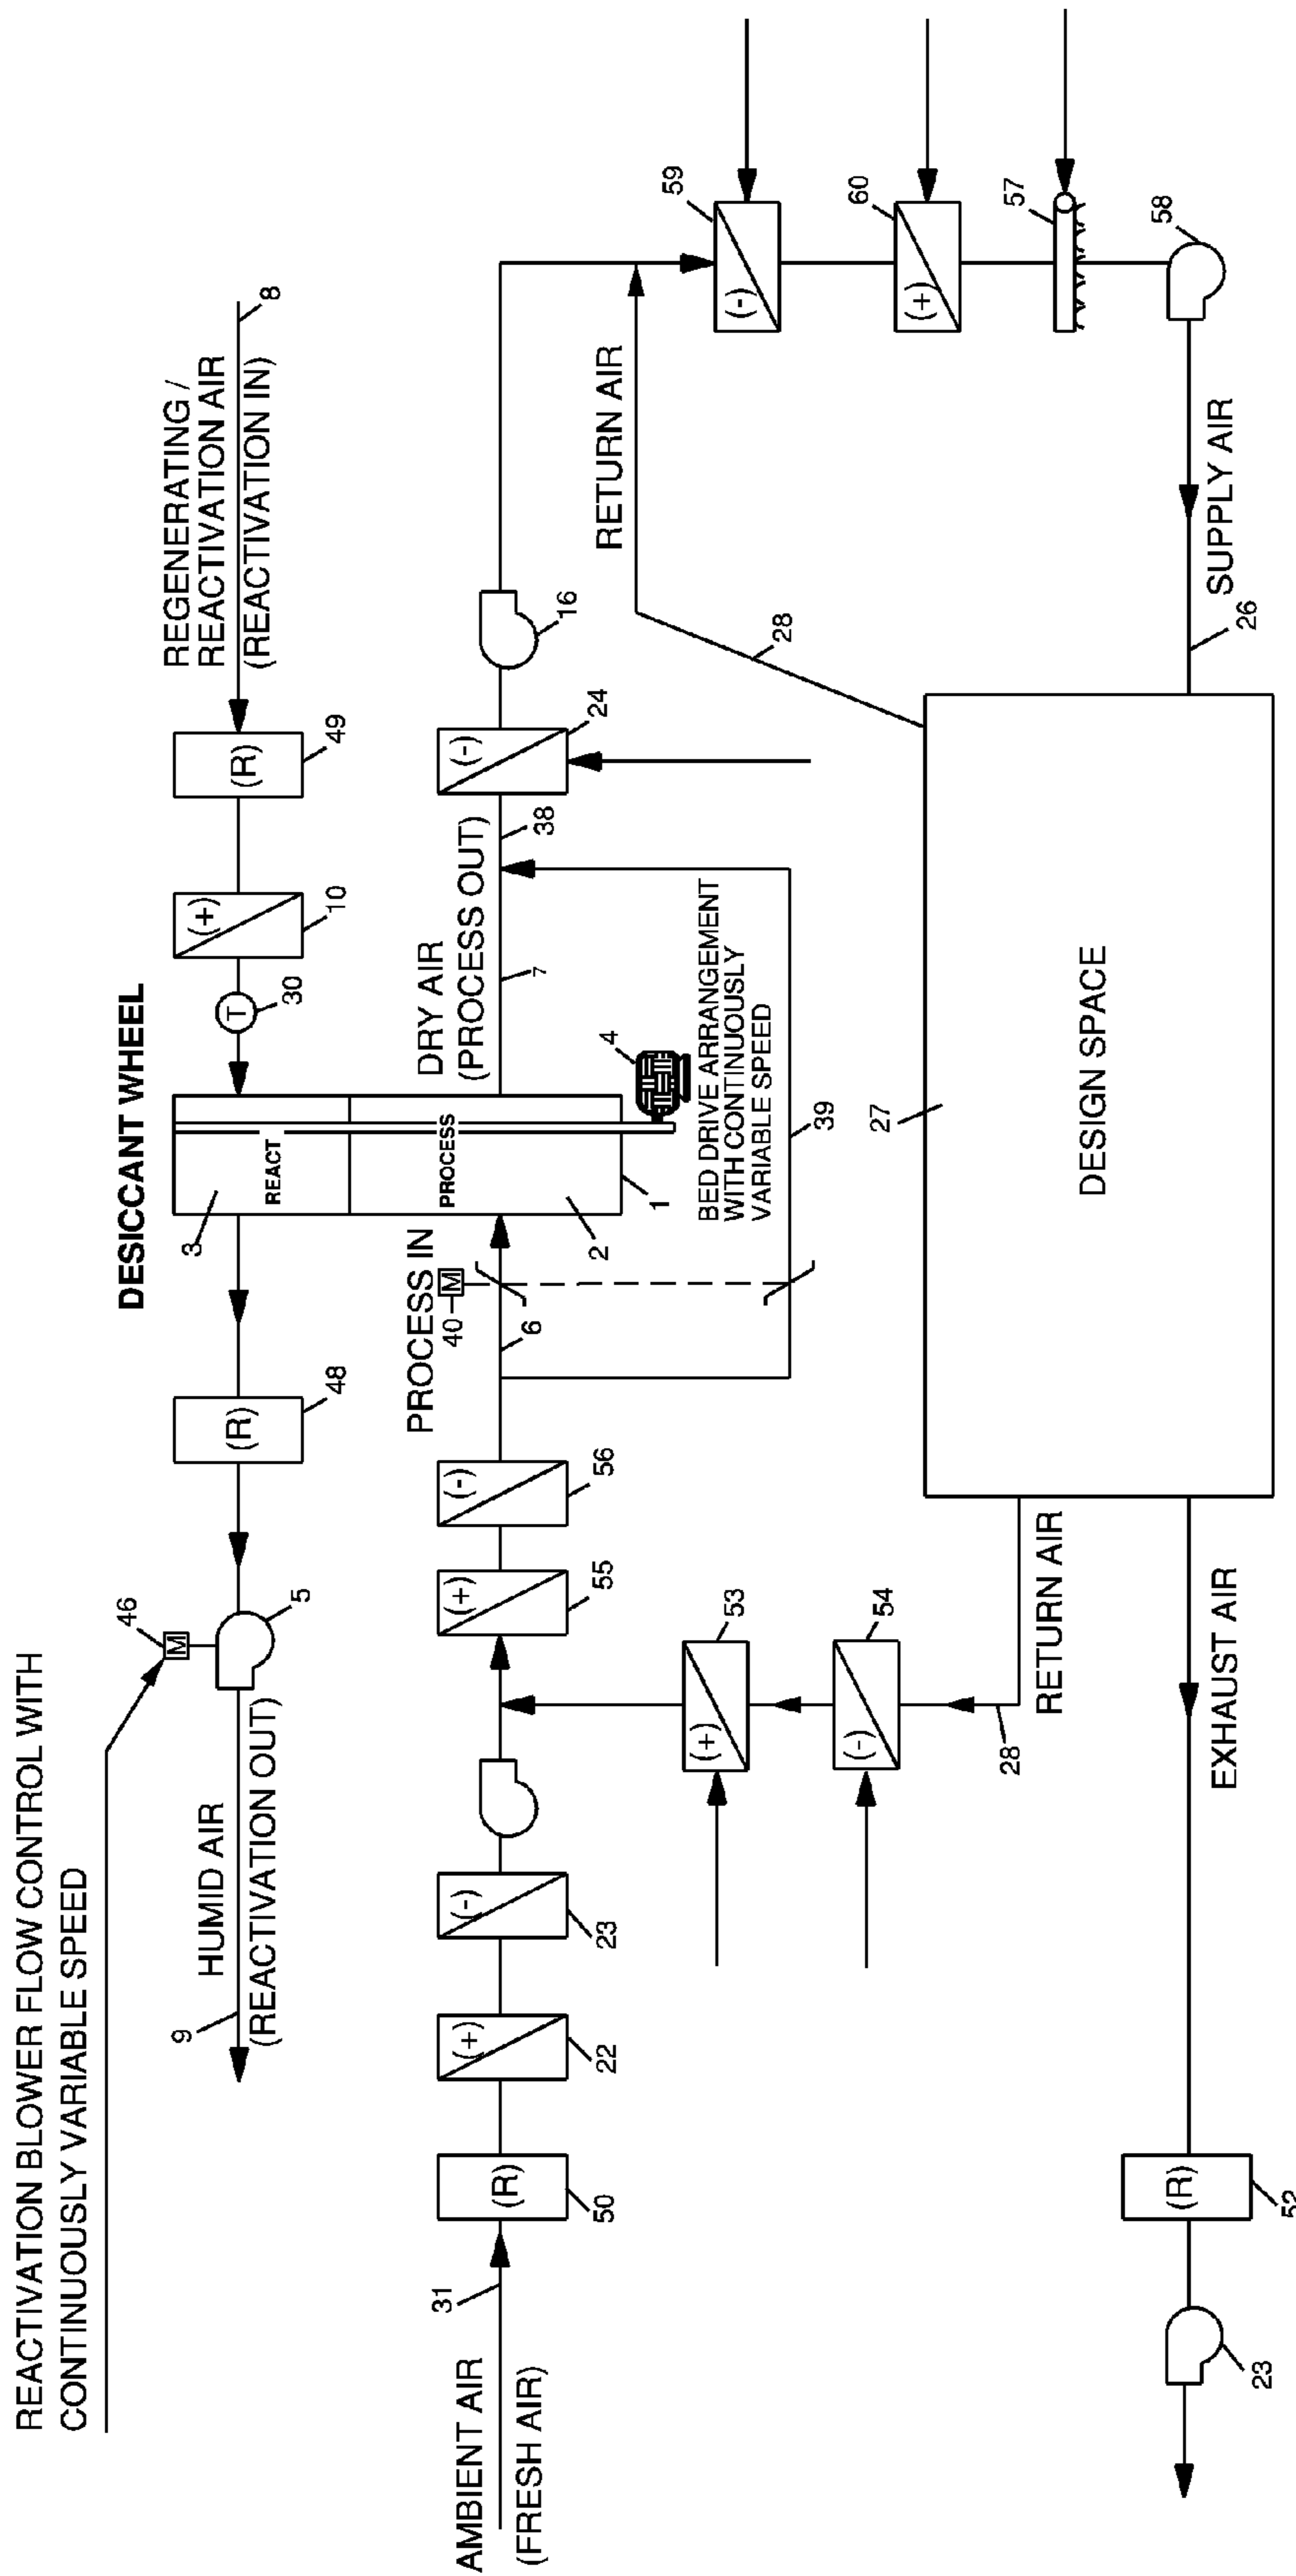 REACTIVATION BLOWER FLOW CONTROL WITH
CONTINUOUSLY VARIABLE SPEED
DESICCANT WHEEL
REGENERATING /
REACTIVATION AIR
(REACTIVATION IN)
8
(R)
49
(+)
10
T
30
3
REACT
PROCESS
2
1
4
BED DRIVE ARRANGEMENT
WITH CONTINUOUSLY
VARIABLE SPEED
(R)
48
46
M
5
HUMID AIR
(REACTIVATION OUT)
9
AMBIENT AIR
(FRESH AIR)
31
(R)
50
(+)
22
(-)
23
(+)
55
(-)
56
PROCESS IN
40
M
6
39
DRY AIR
(PROCESS OUT)
7
38
(-)
24
16
RETURN AIR
28
(-)
59
(+)
60
57
58
SUPPLY AIR
26
DESIGN SPACE
27
RETURN AIR
28
(-)
54
(+)
53
EXHAUST AIR
(R)
52
23